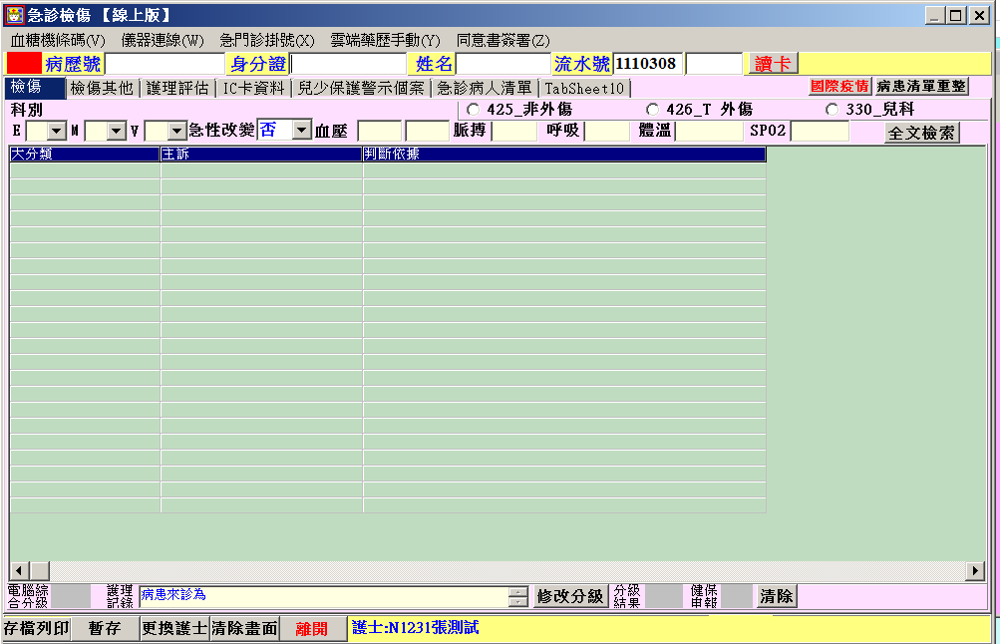 急診檢傷 【線上版】
血糖機條碼(V) 儀器連線(W) 急門診掛號(X) 雲端藥歷手動(Y) 同意書簽署(Z)
病歷號 身分證 姓名 流水號 1110308 讀卡
檢傷 檢傷其他 護理評估 IC卡資料 兒少保護警示個案 急診病人清單 TabSheet10 國際疫情 病患清單重整
科別 425_非外傷 426_T 外傷 330_兒科
E M V 急性改變 否 血壓 脈搏 呼吸 體溫 SPO2 全文檢索
大分類 主訴 判斷依據
電腦綜合分級 護理記錄 病患來診為 修改分級 分級結果 健保申報 清除
存檔列印 暫存 更換護士 清除畫面 離開 護士:N1231張測試